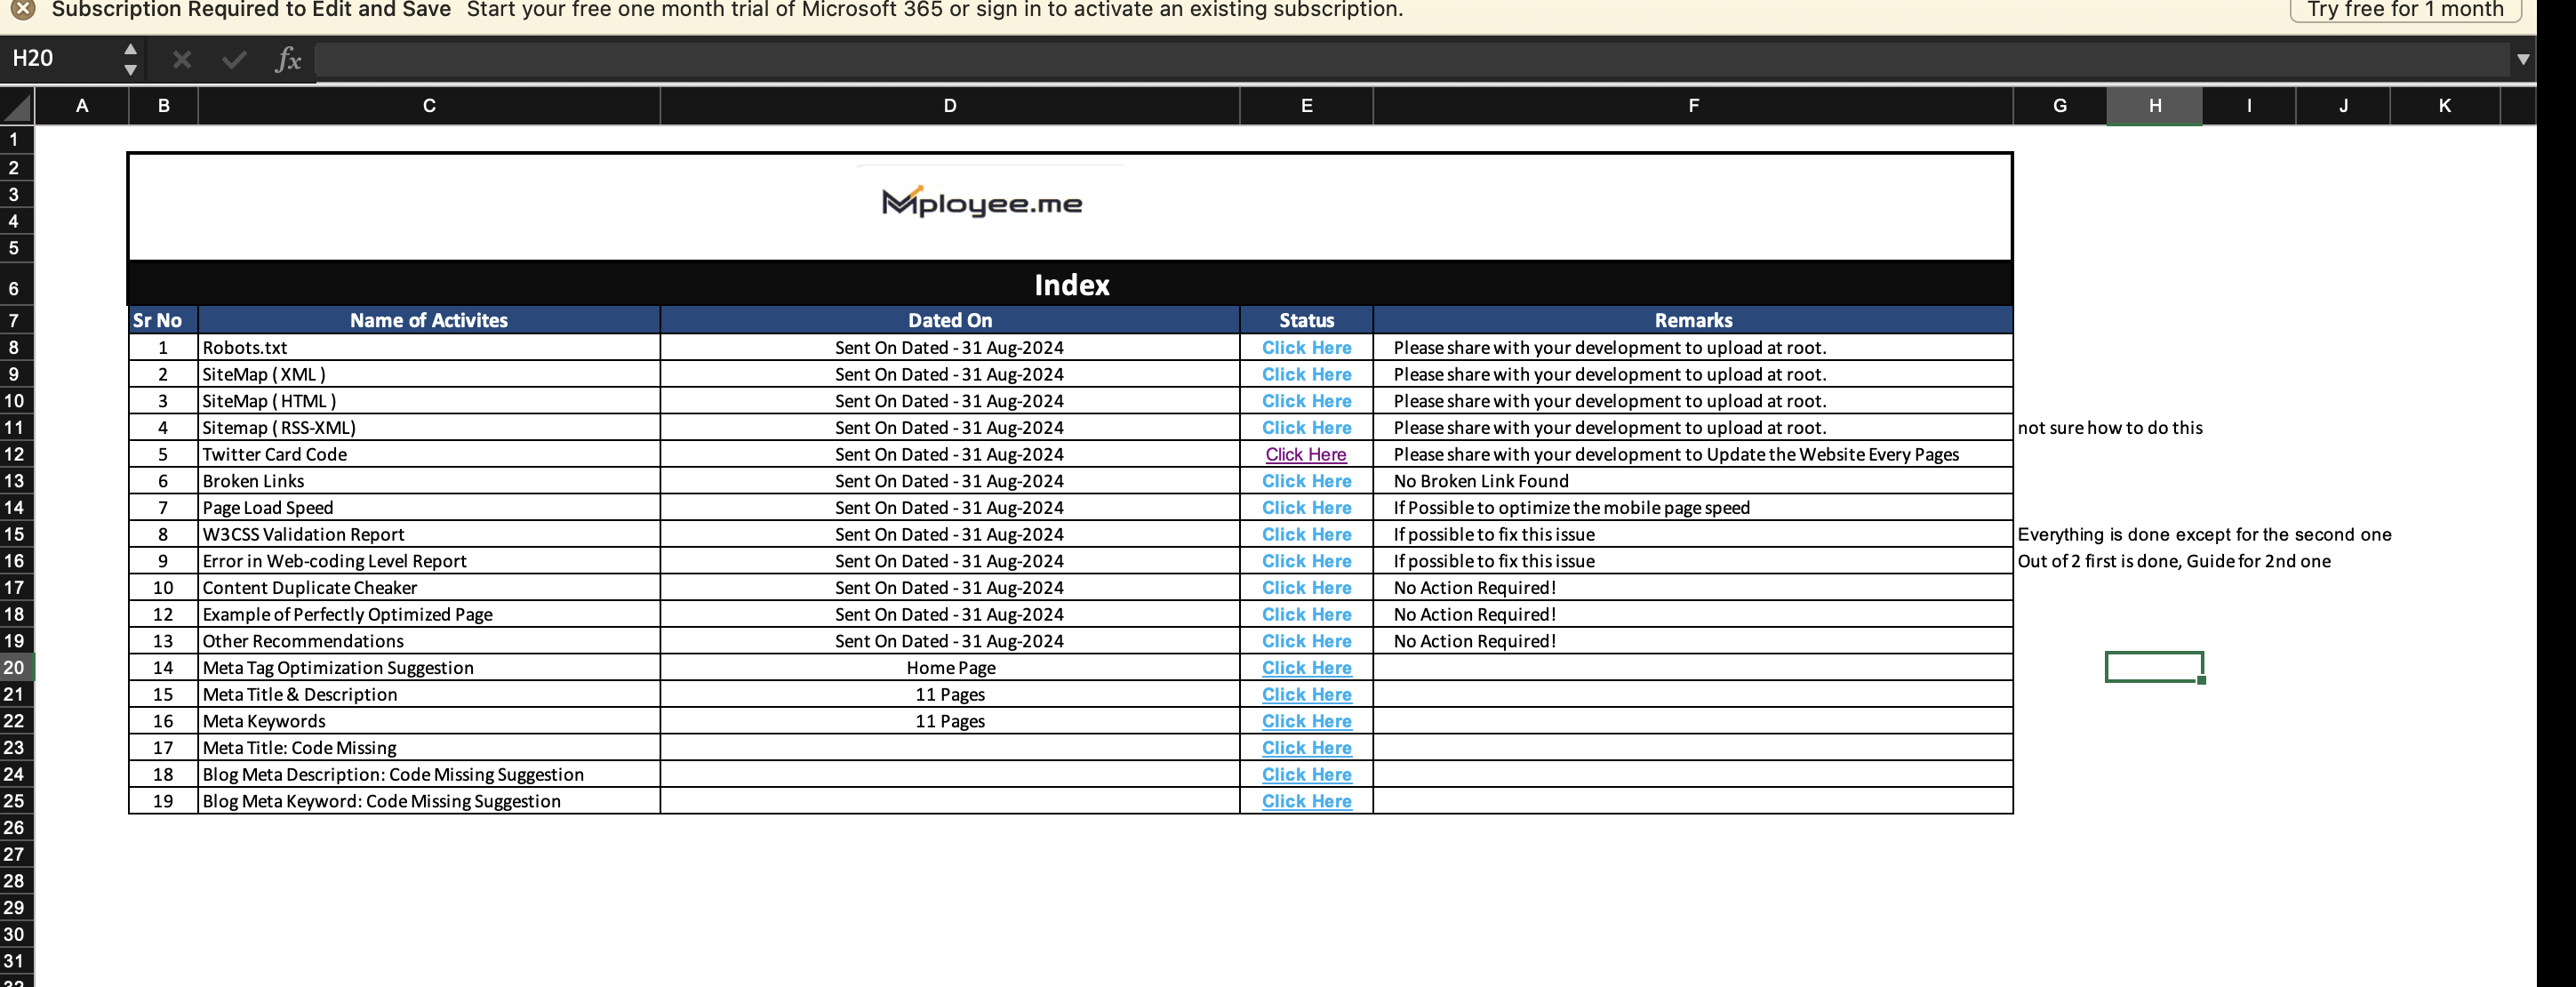 Subscription Required to Edit and Save Start your free one month trial of Microsoft 365 or sign in to activate an existing subscription. Try free for 1 month
H20 fx
A B C D E F G H I J K
1
2
3 Mployee.me
4
5
6 Index
7 Sr No Name of Activites Dated On Status Remarks
8 1 Robots.txt Sent On Dated - 31 Aug-2024 Click Here Please share with your development to upload at root.
9 2 SiteMap ( XML ) Sent On Dated - 31 Aug-2024 Click Here Please share with your development to upload at root.
10 3 SiteMap ( HTML ) Sent On Dated - 31 Aug-2024 Click Here Please share with your development to upload at root.
11 4 Sitemap ( RSS-XML) Sent On Dated - 31 Aug-2024 Click Here Please share with your development to upload at root. not sure how to do this
12 5 Twitter Card Code Sent On Dated - 31 Aug-2024 Click Here Please share with your development to Update the Website Every Pages
13 6 Broken Links Sent On Dated - 31 Aug-2024 Click Here No Broken Link Found
14 7 Page Load Speed Sent On Dated - 31 Aug-2024 Click Here If Possible to optimize the mobile page speed
15 8 W3CSS Validation Report Sent On Dated - 31 Aug-2024 Click Here If possible to fix this issue Everything is done except for the second one
16 9 Error in Web-coding Level Report Sent On Dated - 31 Aug-2024 Click Here If possible to fix this issue Out of 2 first is done, Guide for 2nd one
17 10 Content Duplicate Cheaker Sent On Dated - 31 Aug-2024 Click Here No Action Required!
18 12 Example of Perfectly Optimized Page Sent On Dated - 31 Aug-2024 Click Here No Action Required!
19 13 Other Recommendations Sent On Dated - 31 Aug-2024 Click Here No Action Required!
20 14 Meta Tag Optimization Suggestion Home Page Click Here
21 15 Meta Title & Description 11 Pages Click Here
22 16 Meta Keywords 11 Pages Click Here
23 17 Meta Title: Code Missing Click Here
24 18 Blog Meta Description: Code Missing Suggestion Click Here
25 19 Blog Meta Keyword: Code Missing Suggestion Click Here
26
27
28
29
30
31
32